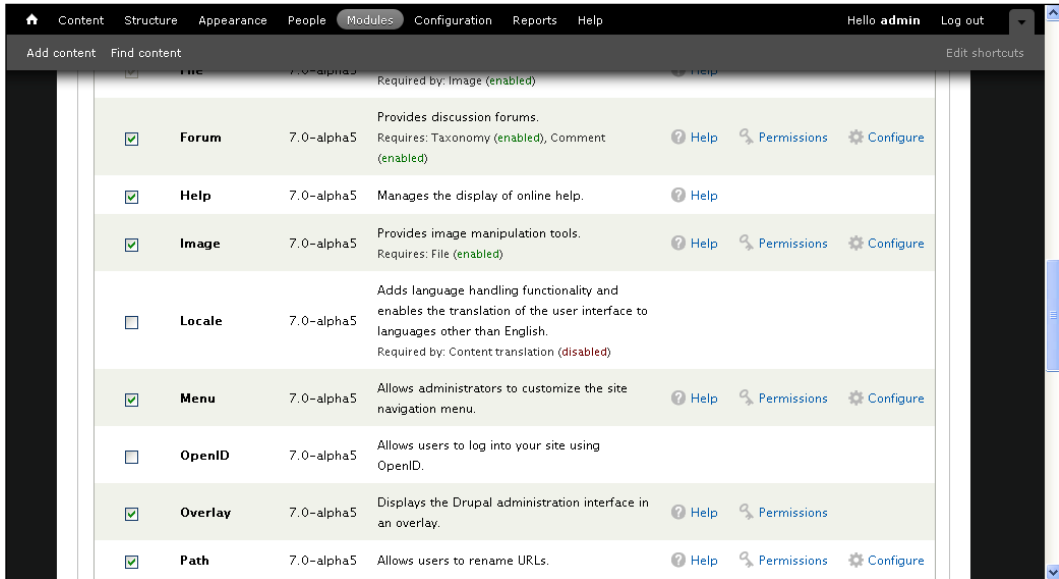 Content Structure Appearance People Modules Configuration Reports Help Hello admin Log out
Add content Find content Edit shortcuts
File 7.0-alpha5 Help
Required by: Image (enabled)
Provides discussion forums.
Forum 7.0-alpha5 Requires: Taxonomy (enabled), Comment Help Permissions Configure
(enabled)
Help 7.0-alpha5 Manages the display of online help. Help
Provides image manipulation tools.
Image 7.0-alpha5 Help Permissions Configure
Requires: File (enabled)
Adds language handling functionality and
enables the translation of the user interface to
Locale 7.0-alpha5 languages other than English.
Required by: Content translation (disabled)
Allows administrators to customize the site
Menu 7.0-alpha5 Help Permissions Configure
navigation menu.
Allows users to log into your site using
OpenID 7.0-alpha5
OpenID.
Displays the Drupal administration interface in
Overlay 7.0-alpha5 Help Permissions
an overlay.
Path 7.0-alpha5 Allows users to rename URLs. Help Permissions Configure